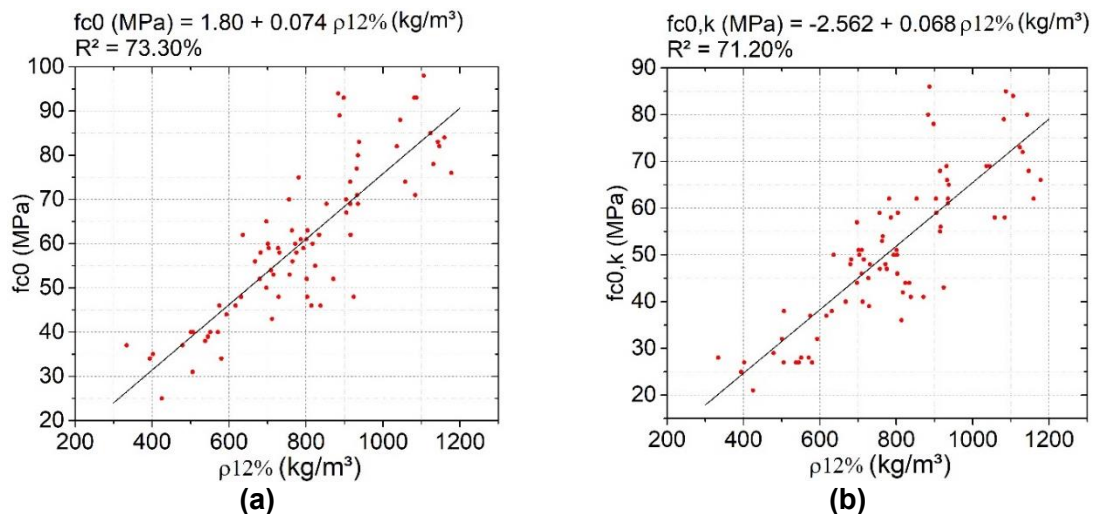 fc0 (MPa) = 1.80 + 0.074 ρ12% (kg/m³)
R² = 73.30%
100
90
80
70
60
50
40
30
20
fc0 (MPa)
200 400 600 800 1000 1200
ρ12% (kg/m³)
(a)
fc0,k (MPa) = -2.562 + 0.068 ρ12% (kg/m³)
R² = 71.20%
90
80
70
60
50
40
30
20
fc0,k (MPa)
200 400 600 800 1000 1200
ρ12% (kg/m³)
(b)